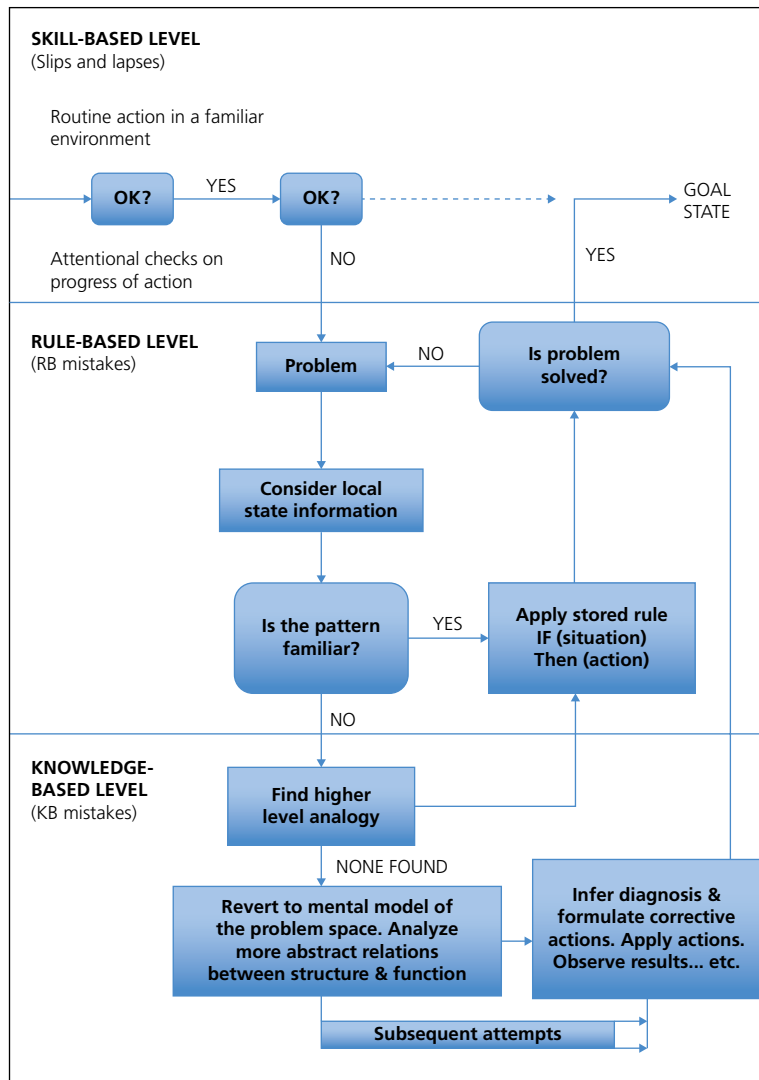 SKILL-BASED LEVEL
(Slips and lapses)
Routine action in a familiar
environment
OK?
YES
OK?
GOAL
STATE
Attentional checks on
progress of action
NO
YES
RULE-BASED LEVEL
(RB mistakes)
Problem
NO
Is problem
solved?
Consider local
state information
Is the pattern
familiar?
YES
Apply stored rule
IF (situation)
Then (action)
NO
KNOWLEDGE-
BASED LEVEL
(KB mistakes)
Find higher
level analogy
NONE FOUND
Revert to mental model of
the problem space. Analyze
more abstract relations
between structure & function
Infer diagnosis &
formulate corrective
actions. Apply actions.
Observe results... etc.
Subsequent attempts